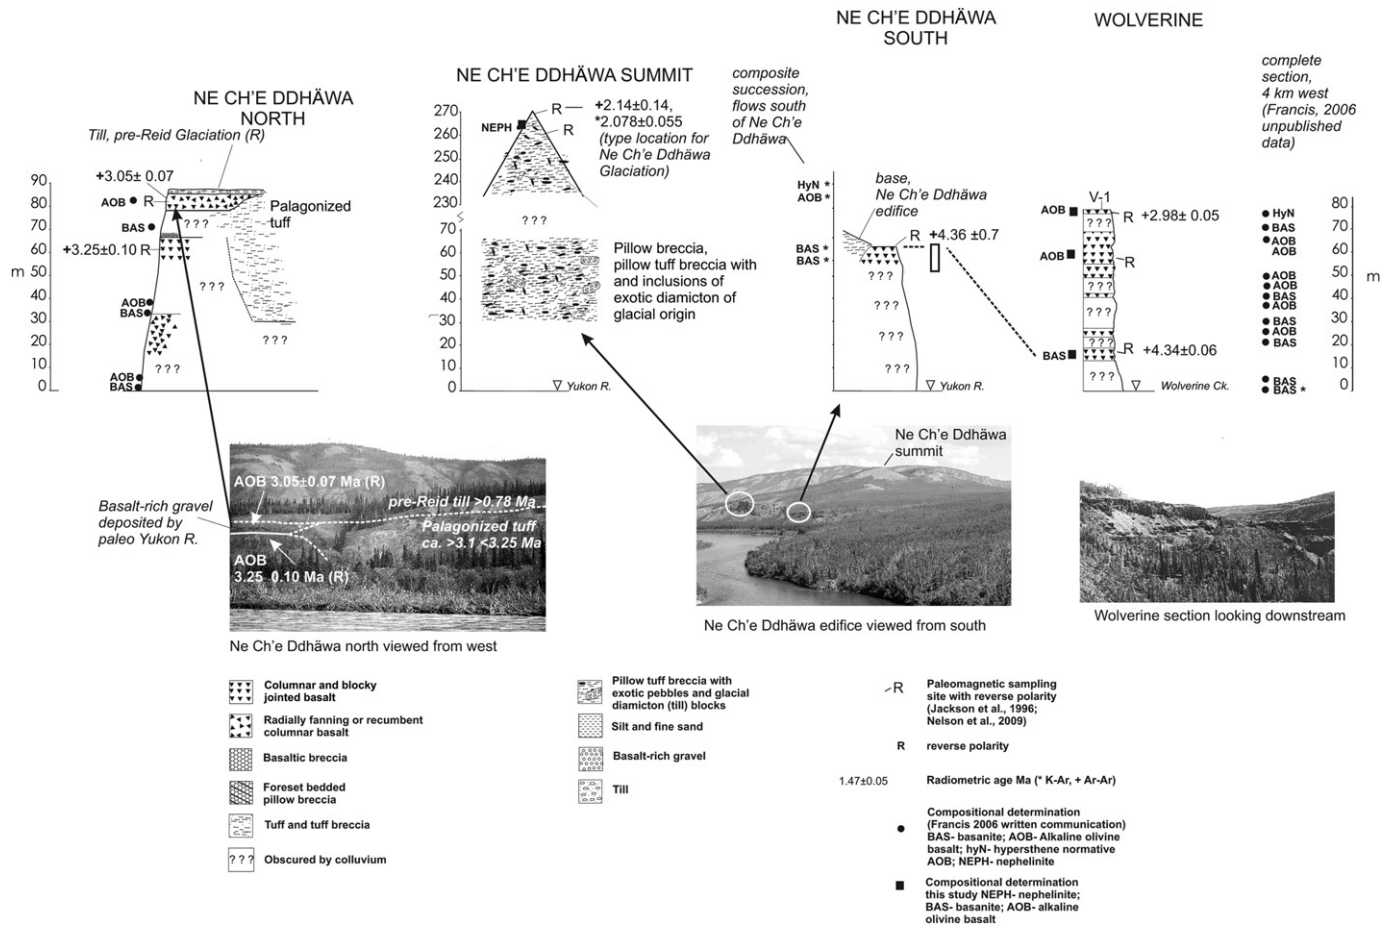 NE CH'E DDHÄWA
NORTH
Till, pre-Reid Glaciation (R)
+3.05± 0.07
90
80
70
60
50
40
30
20
10
0
m
AOB
R
BAS
+3.25±0.10 R
AOB
BAS
AOB
BAS
Palagonized
tuff
? ? ?
? ? ?
? ? ?
? ? ?
NE CH'E DDHÄWA SUMMIT
270
260
250
240
230
70
60
50
40
30
20
10
0
NEPH
R
R
+2.14±0.14,
*2.078±0.055
(type location for
Ne Ch'e Ddhäwa
Glaciation)
? ? ?
Pillow breccia,
pillow tuff breccia with
and inclusions of
exotic diamicton of
glacial origin
Yukon R.
NE CH'E DDHÄWA
SOUTH
composite
succession,
flows south
of Ne Ch'e
Ddhäwa
HyN *
AOB *
base,
Ne Ch'e Ddhäwa
edifice
BAS *
BAS *
R +4.36 ±0.7
? ? ?
? ? ?
? ? ?
? ? ?
Yukon R.
WOLVERINE
V-1
AOB
R +2.98± 0.05
? ? ?
AOB
R
? ? ?
? ? ?
? ? ?
BAS
R +4.34±0.06
? ? ?
Wolverine Ck.
complete
section,
4 km west
(Francis, 2006
unpublished
data)
HyN
BAS
AOB
AOB
AOB
AOB
BAS
AOB
BAS
AOB
BAS
BAS
BAS *
80
70
60
50
40
30
20
10
0
m
Basalt-rich gravel
deposited by
paleo Yukon R.
AOB 3.05±0.07 Ma (R)
pre-Reid till >0.78 Ma
Palagonized tuff
ca. >3.1 <3.25 Ma
AOB
3.25 0.10 Ma (R)
Ne Ch'e Ddhäwa north viewed from west
Ne Ch'e Ddhäwa
summit
Ne Ch'e Ddhäwa edifice viewed from south
Wolverine section looking downstream
Columnar and blocky
jointed basalt
Radially fanning or recumbent
columnar basalt
Basaltic breccia
Foreset bedded
pillow breccia
Tuff and tuff breccia
? ? ? Obscured by colluvium
Pillow tuff breccia with
exotic pebbles and glacial
diamicton (till) blocks
Silt and fine sand
Basalt-rich gravel
Till
R Paleomagnetic sampling
site with reverse polarity
(Jackson et al., 1996;
Nelson et al., 2009)
R reverse polarity
1.47±0.05 Radiometric age Ma (* K-Ar, + Ar-Ar)
Compositional determination
(Francis 2006 written communication)
BAS- basanite; AOB- Alkaline olivine
basalt; hyN- hypersthene normative
AOB; NEPH- nephelinite
Compositional determination
this study NEPH- nephelinite;
BAS- basanite; AOB- alkaline
olivine basalt